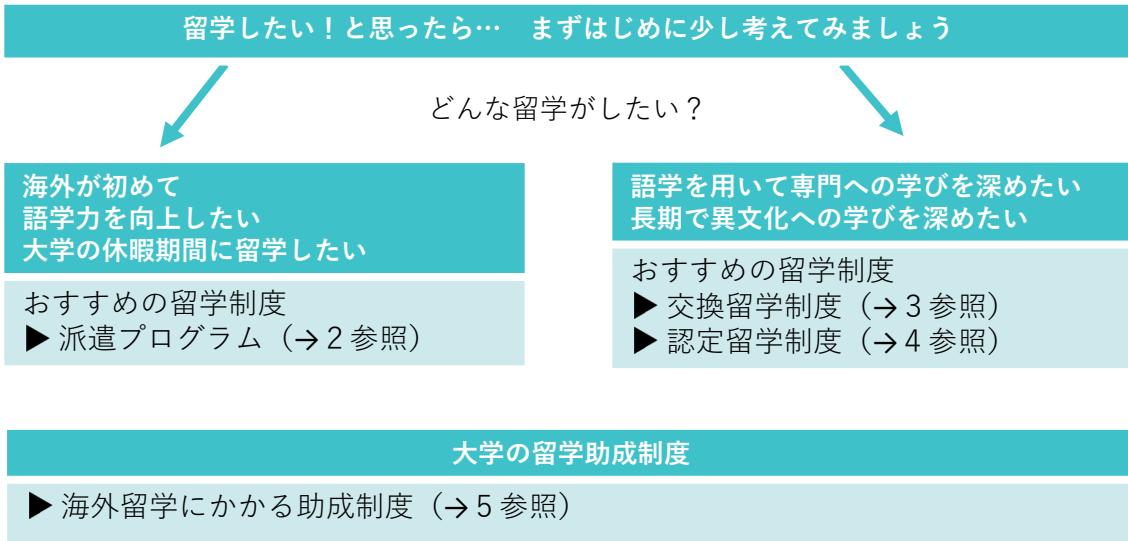 留学したい！と思ったら…　まずはじめに少し考えてみましょう
どんな留学がしたい？
海外が初めて
語学力を向上したい
大学の休暇期間に留学したい
おすすめの留学制度
▶ 派遣プログラム（→２参照）
語学を用いて専門への学びを深めたい
長期で異文化への学びを深めたい
おすすめの留学制度
▶ 交換留学制度（→３参照）
▶ 認定留学制度（→４参照）
大学の留学助成制度
▶ 海外留学にかかる助成制度（→５参照）